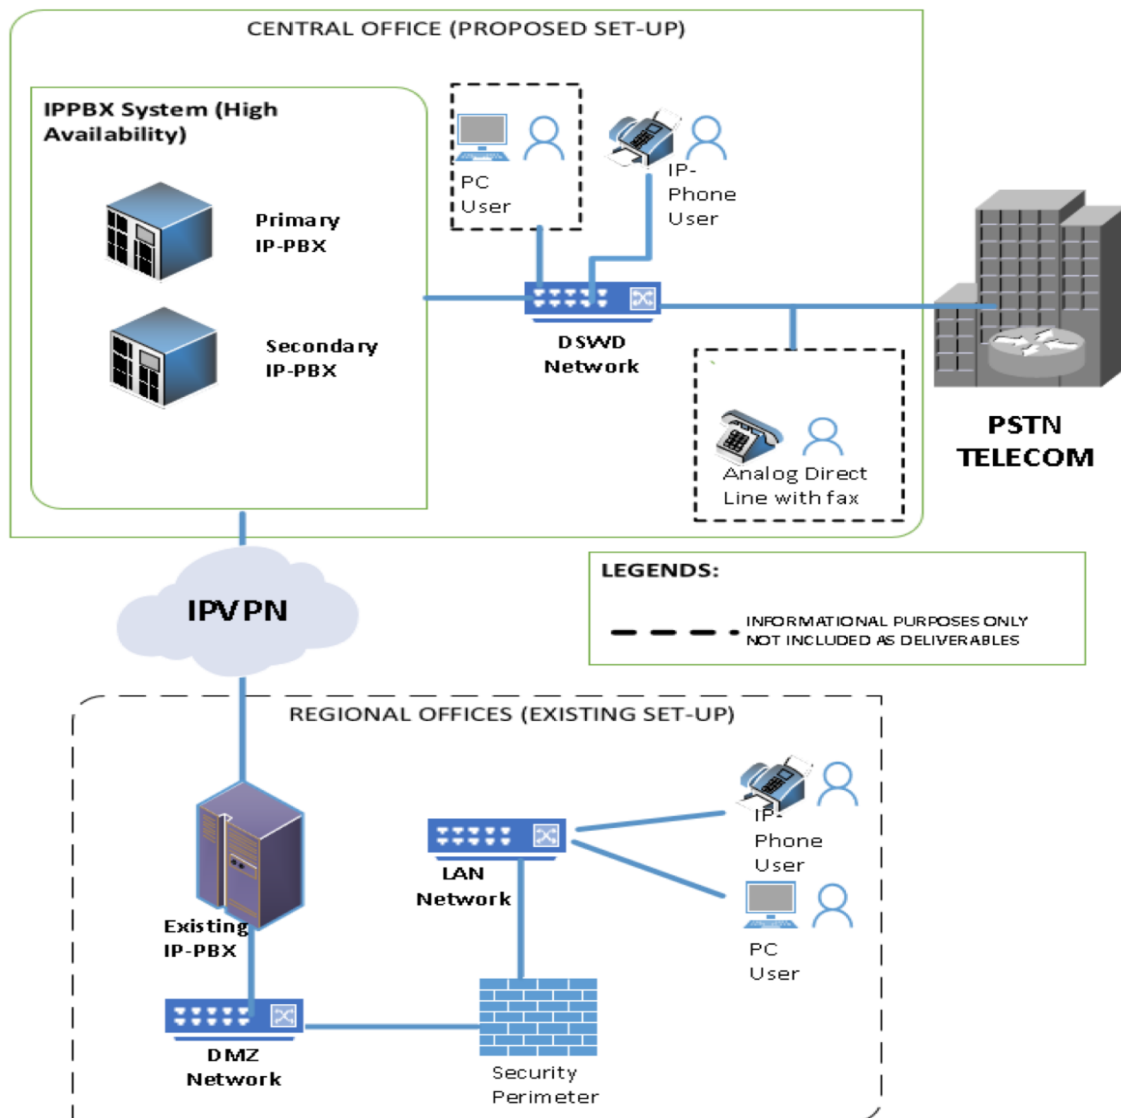 CENTRAL OFFICE (PROPOSED SET-UP)
IPPBX System (High
Availability)
Primary
IP-PBX
Secondary
IP-PBX
PC
User
IP-
Phone
User
DSWD
Network
Analog Direct
Line with fax
PSTN
TELECOM
IPVPN
LEGENDS:
INFORMATIONAL PURPOSES ONLY
NOT INCLUDED AS DELIVERABLES
REGIONAL OFFICES (EXISTING SET-UP)
Existing
IP-PBX
LAN
Network
IP-
Phone
User
PC
User
DMZ
Network
Security
Perimeter